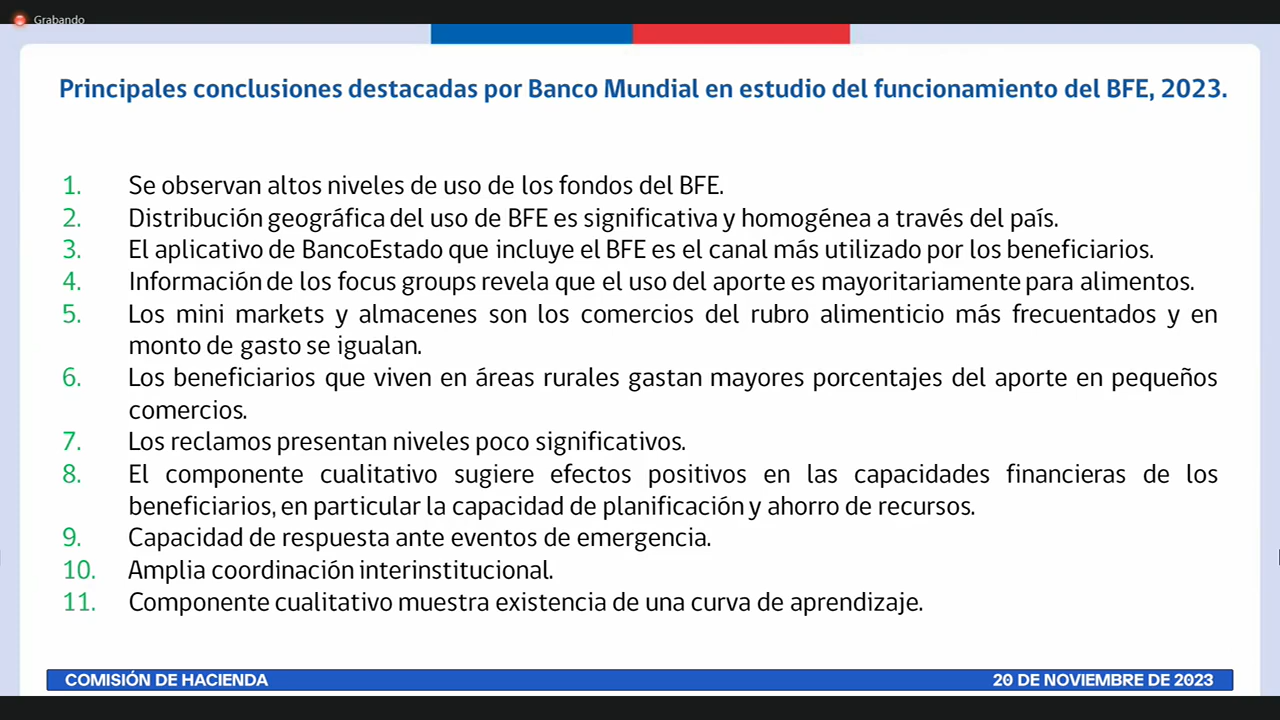 Grabando
Principales conclusiones destacadas por Banco Mundial en estudio del funcionamiento del BFE, 2023.
1. Se observan altos niveles de uso de los fondos del BFE.
2. Distribución geográfica del uso de BFE es significativa y homogénea a través del país.
3. El aplicativo de BancoEstado que incluye el BFE es el canal más utilizado por los beneficiarios.
4. Información de los focus groups revela que el uso del aporte es mayoritariamente para alimentos.
5. Los mini markets y almacenes son los comercios del rubro alimenticio más frecuentados y en
monto de gasto se igualan.
6. Los beneficiarios que viven en áreas rurales gastan mayores porcentajes del aporte en pequeños
comercios.
7. Los reclamos presentan niveles poco significativos.
8. El componente cualitativo sugiere efectos positivos en las capacidades financieras de los
beneficiarios, en particular la capacidad de planificación y ahorro de recursos.
9. Capacidad de respuesta ante eventos de emergencia.
10. Amplia coordinación interinstitucional.
11. Componente cualitativo muestra existencia de una curva de aprendizaje.
COMISIÓN DE HACIENDA
20 DE NOVIEMBRE DE 2023